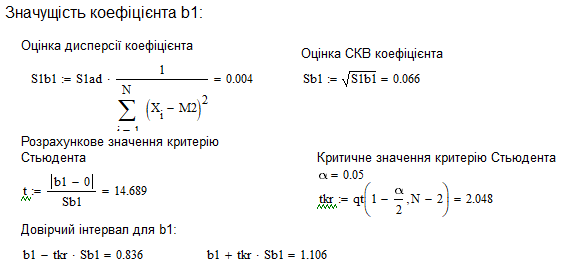 Значущість коефіцієнта b1:
Оцінка дисперсії коефіцієнта
S1b1 := S1ad · 1 / ∑ i = 1 N (Xi − M2)² = 0.004
Оцінка СКВ коефіцієнта
Sb1 := √S1b1 = 0.066
Розрахункове значення критерію
Стьюдента
t := |b1 − 0| / Sb1 = 14.689
Критичне значення критерію Стьюдента
α = 0.05
tkr := qt(1 − α/2, N − 2) = 2.048
Довірчий інтервал для b1:
b1 − tkr · Sb1 = 0.836 b1 + tkr · Sb1 = 1.106